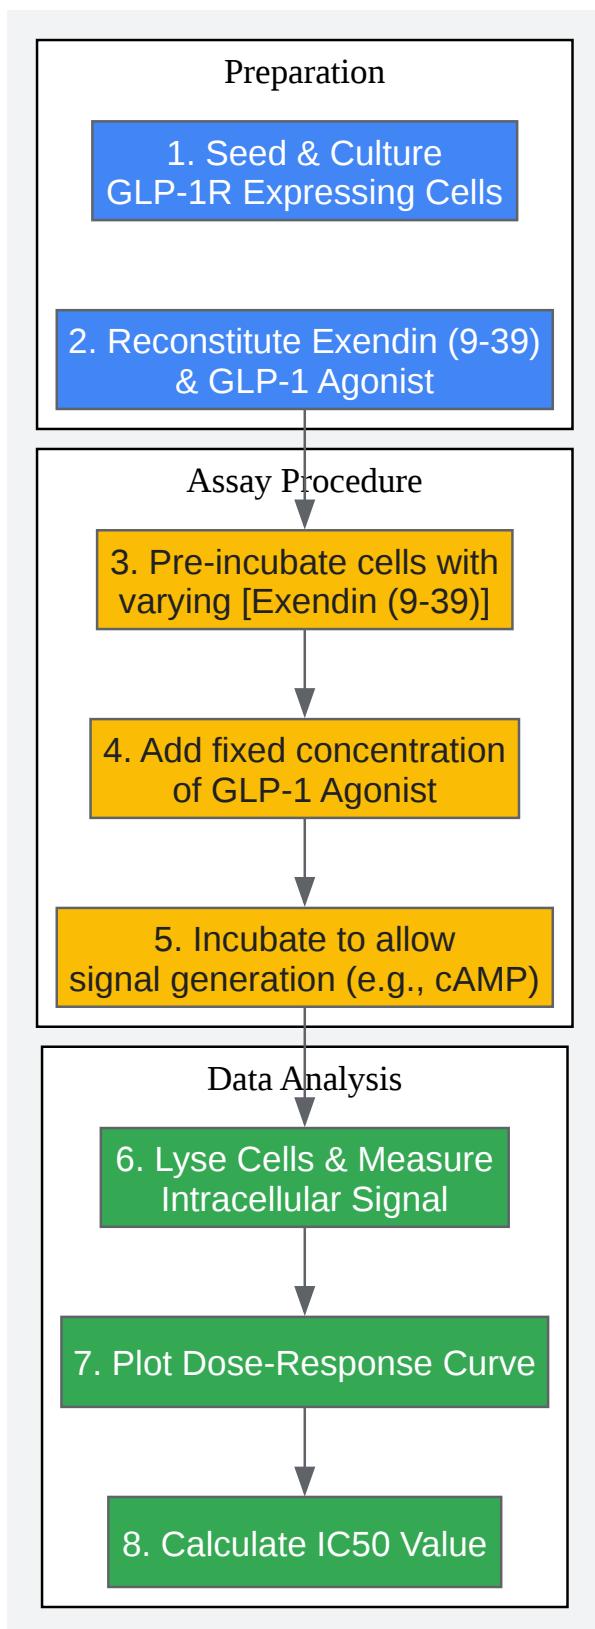 Preparation
1. Seed & Culture
GLP-1R Expressing Cells
2. Reconstitute Exendin (9-39)
& GLP-1 Agonist
Assay Procedure
3. Pre-incubate cells with
varying [Exendin (9-39)]
4. Add fixed concentration
of GLP-1 Agonist
5. Incubate to allow
signal generation (e.g., cAMP)
Data Analysis
6. Lyse Cells & Measure
Intracellular Signal
7. Plot Dose-Response Curve
8. Calculate IC50 Value